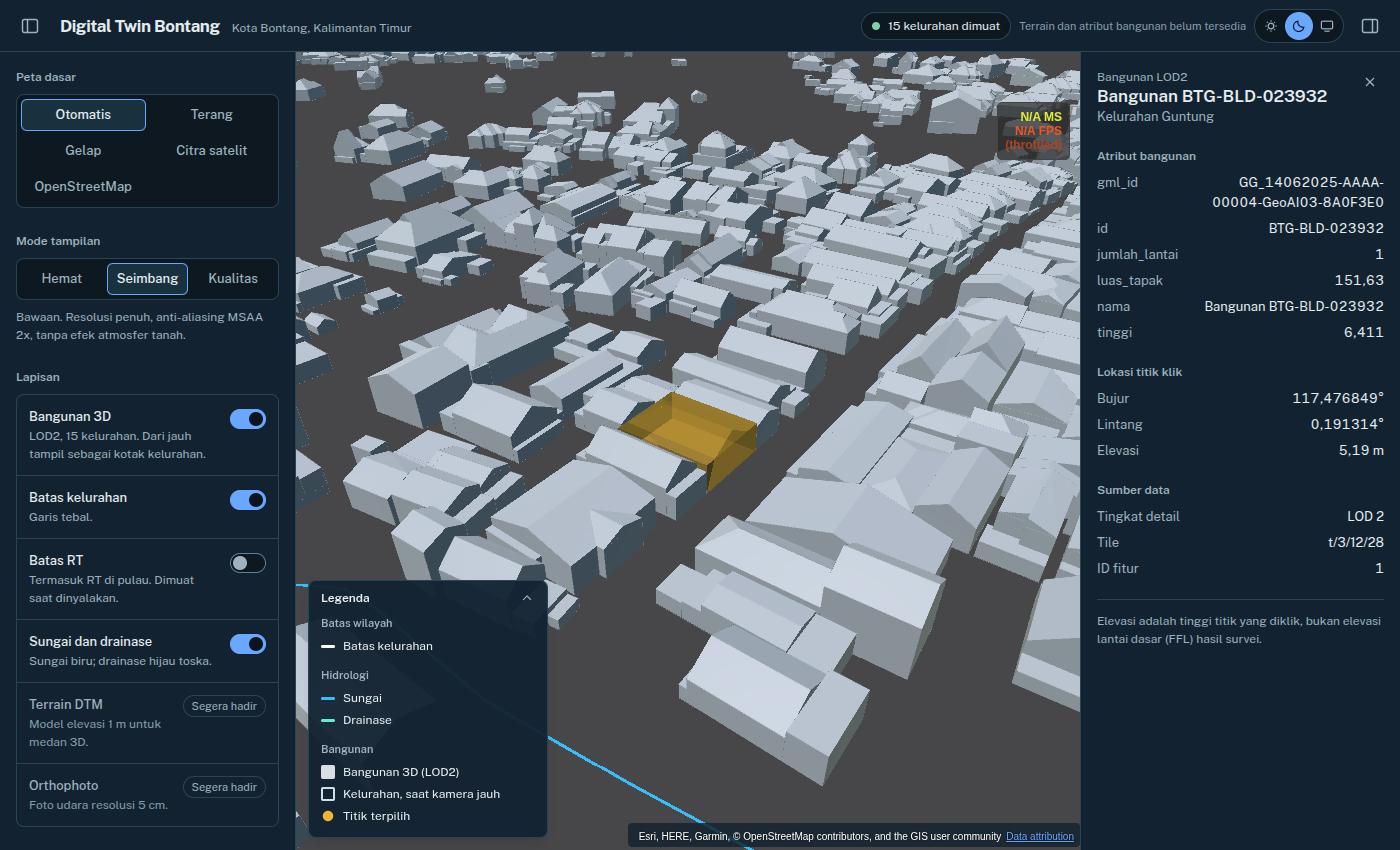 Digital Twin Bontang
Kota Bontang, Kalimantan Timur
15 kelurahan dimuat
Terrain dan atribut bangunan belum tersedia
Peta dasar
Otomatis
Terang
Gelap
Citra satelit
OpenStreetMap
Mode tampilan
Hemat
Seimbang
Kualitas
Bawaan. Resolusi penuh, anti-aliasing MSAA
2x, tanpa efek atmosfer tanah.
Lapisan
Bangunan 3D
LOD2, 15 kelurahan. Dari jauh
tampil sebagai kotak kelurahan.
Batas kelurahan
Garis tebal.
Batas RT
Termasuk RT di pulau. Dimuat
saat dinyalakan.
Sungai dan drainase
Sungai biru; drainase hijau toska.
Terrain DTM
Segera hadir
Model elevasi 1 m untuk
medan 3D.
Orthophoto
Segera hadir
Foto udara resolusi 5 cm.
N/A MS
N/A FPS
(throttled)
Legenda
Batas wilayah
Batas kelurahan
Hidrologi
Sungai
Drainase
Bangunan
Bangunan 3D (LOD2)
Kelurahan, saat kamera jauh
Titik terpilih
Esri, HERE, Garmin, © OpenStreetMap contributors, and the GIS user community Data attribution
Bangunan LOD2
Bangunan BTG-BLD-023932
Kelurahan Guntung
Atribut bangunan
gml_id GG_14062025-AAAA-
00004-GeoAI03-8A0F3E0
id BTG-BLD-023932
jumlah_lantai 1
luas_tapak 151,63
nama Bangunan BTG-BLD-023932
tinggi 6,411
Lokasi titik klik
Bujur 117,476849°
Lintang 0,191314°
Elevasi 5,19 m
Sumber data
Tingkat detail LOD 2
Tile t/3/12/28
ID fitur 1
Elevasi adalah tinggi titik yang diklik, bukan elevasi
lantai dasar (FFL) hasil survei.